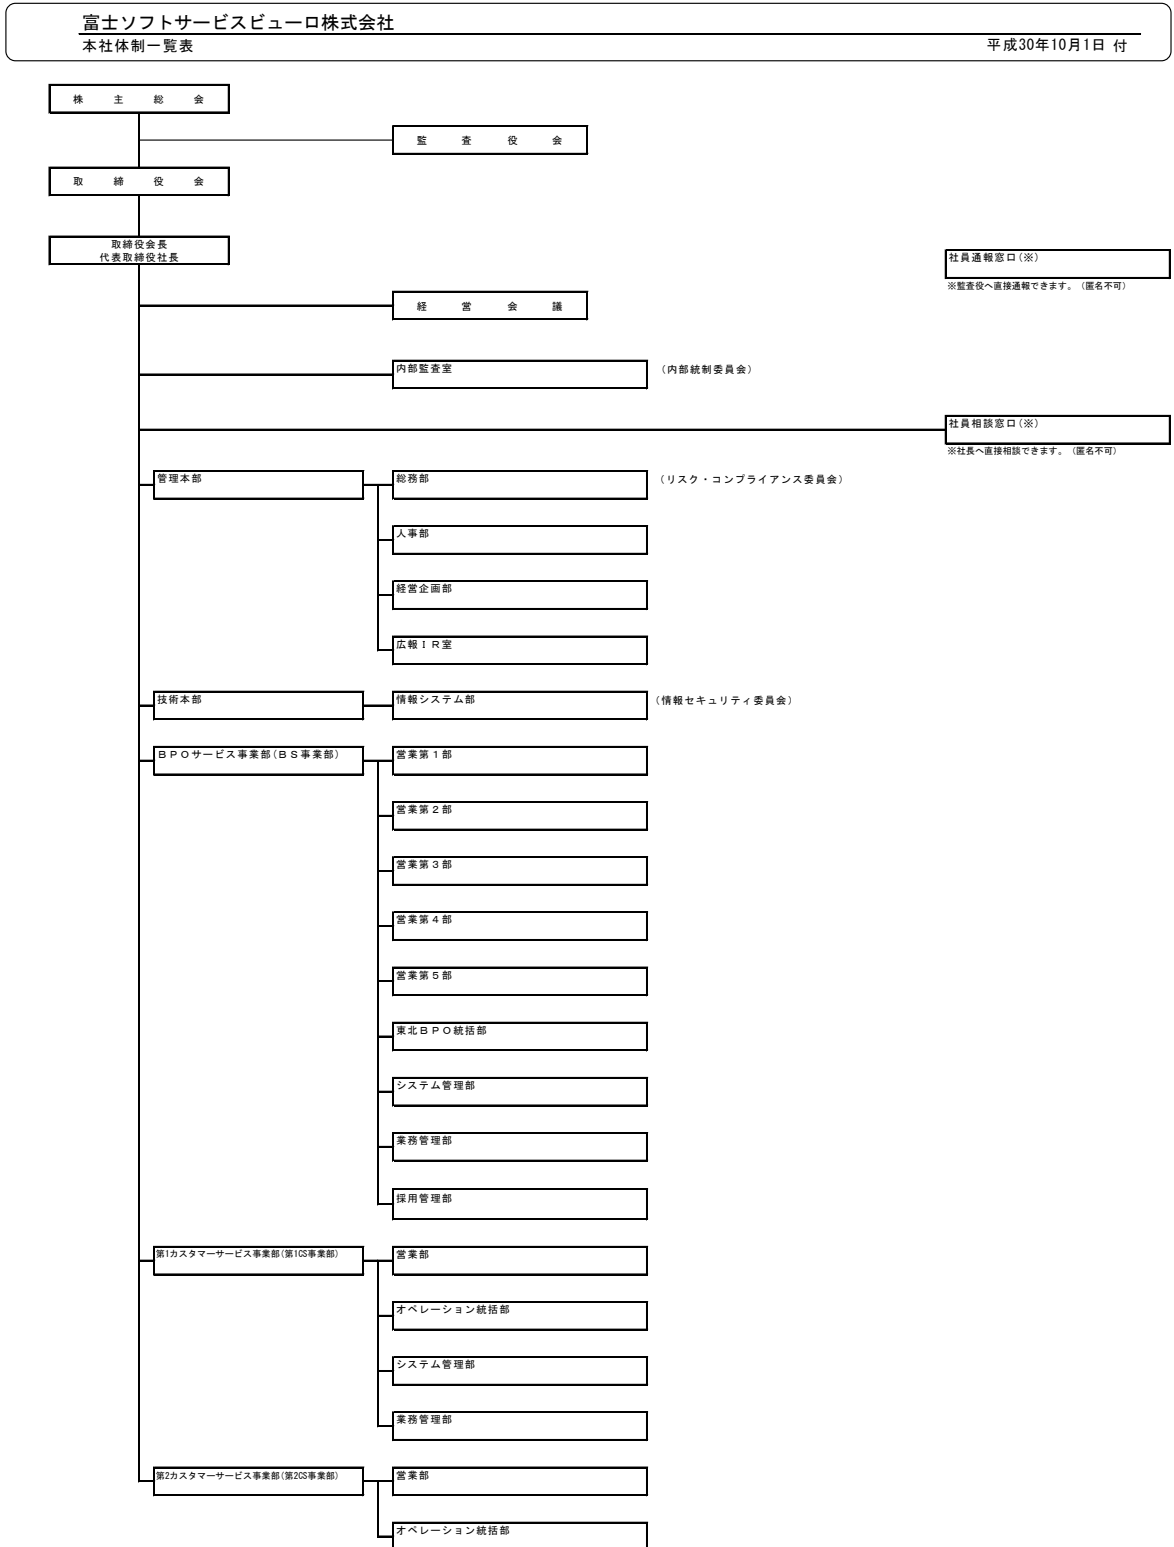 富士ソフトサービスビューロ株式会社
本社体制一覧表
平成30年10月1日 付
株主総会
監査役会
取締役会
取締役会長
代表取締役社長
社員通報窓口(※)
※監査役へ直接通報できます。（匿名不可）
経営会議
内部監査室
（内部統制委員会）
社員相談窓口(※)
※社長へ直接相談できます。（匿名不可）
管理本部
総務部
（リスク・コンプライアンス委員会）
人事部
経営企画部
広報ＩＲ室
技術本部
情報システム部
（情報セキュリティ委員会）
ＢＰＯサービス事業部(ＢＳ事業部)
営業第１部
営業第２部
営業第３部
営業第４部
営業第５部
東北ＢＰＯ統括部
システム管理部
業務管理部
採用管理部
第1カスタマーサービス事業部(第1CS事業部)
営業部
オペレーション統括部
システム管理部
業務管理部
第2カスタマーサービス事業部(第2CS事業部)
営業部
オペレーション統括部